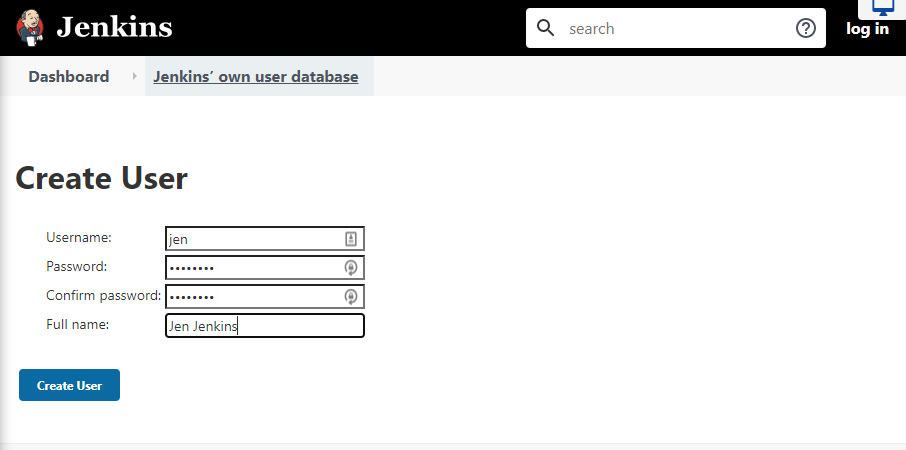 Jenkins
search
log in
Dashboard
Jenkins’ own user database
Create User
Username:
jen
Password:
••••••••
Confirm password:
••••••••
Full name:
Jen Jenkins
Create User